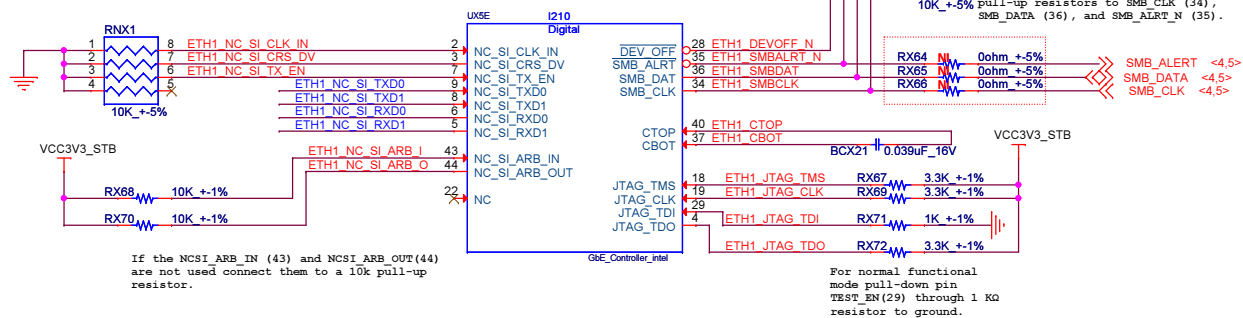 10K_+-5%
pull-up resistors to SMB_CLK (34),
SMB_DATA (36), and SMB_ALRT_N (35).
RNX1
1
2
3
4
8
7
6
5
10K_+-5%
ETH1_NC_SI_CLK_IN
ETH1_NC_SI_CRS_DV
ETH1_NC_SI_TX_EN
ETH1_NC_SI_TXD0
ETH1_NC_SI_TXD1
ETH1_NC_SI_RXD0
ETH1_NC_SI_RXD1
ETH1_NC_SI_ARB_I
ETH1_NC_SI_ARB_O
VCC3V3_STB
RX68 10K_+-1%
RX70 10K_+-1%
If the NCSI_ARB_IN (43) and NCSI_ARB_OUT(44)
are not used connect them to a 10k pull-up
resistor.
UX5E
I210
Digital
2 NC_SI_CLK_IN
3 NC_SI_CRS_DV
7 NC_SI_TX_EN
9 NC_SI_TXD0
8 NC_SI_TXD1
6 NC_SI_RXD0
5 NC_SI_RXD1
43 NC_SI_ARB_IN
44 NC_SI_ARB_OUT
22 NC
DEV_OFF 28 ETH1_DEVOFF_N
SMB_ALRT 35 ETH1_SMBALRT_N
SMB_DAT 36 ETH1_SMBDAT
SMB_CLK 34 ETH1_SMBCLK
CTOP 40 ETH1_CTOP
CBOT 37 ETH1_CBOT
JTAG_TMS 18 ETH1_JTAG_TMS
JTAG_CLK 19 ETH1_JTAG_CLK
JTAG_TDI 29 ETH1_JTAG_TDI
JTAG_TDO 4 ETH1_JTAG_TDO
GbE_Controller_intel
RX64 NI 0ohm_+-5%
RX65 NI 0ohm_+-5%
RX66 NI 0ohm_+-5%
SMB_ALERT <4,5>
SMB_DATA <4,5>
SMB_CLK <4,5>
BCX21 0.039uF_16V
VCC3V3_STB
RX67 3.3K_+-1%
RX69 3.3K_+-1%
RX71 1K_+-1%
RX72 3.3K_+-1%
For normal functional
mode pull-down pin
TEST_EN(29) through 1 KΩ
resistor to ground.